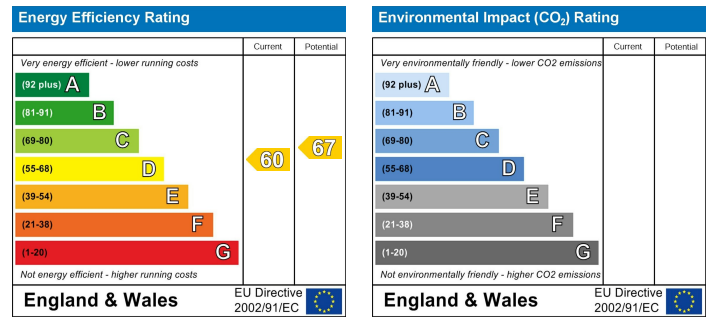 Energy Efficiency Rating
Current Potential
Very energy efficient - lower running costs
(92 plus) A
(81-91) B
(69-80) C
(55-68) D
(39-54) E
(21-38) F
(1-20) G
60
67
Not energy efficient - higher running costs
England & Wales
EU Directive
2002/91/EC
Environmental Impact (CO₂) Rating
Current Potential
Very environmentally friendly - lower CO2 emissions
(92 plus) A
(81-91) B
(69-80) C
(55-68) D
(39-54) E
(21-38) F
(1-20) G
Not environmentally friendly - higher CO2 emissions
England & Wales
EU Directive
2002/91/EC